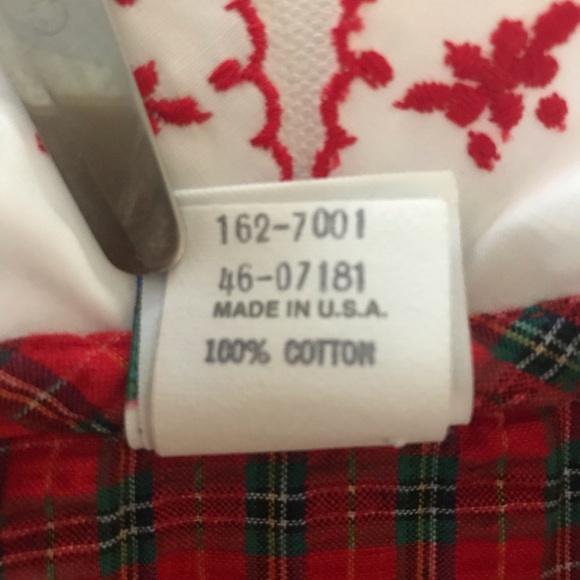 162-7001
46-07181
MADE IN U.S.A.
100% COTTON